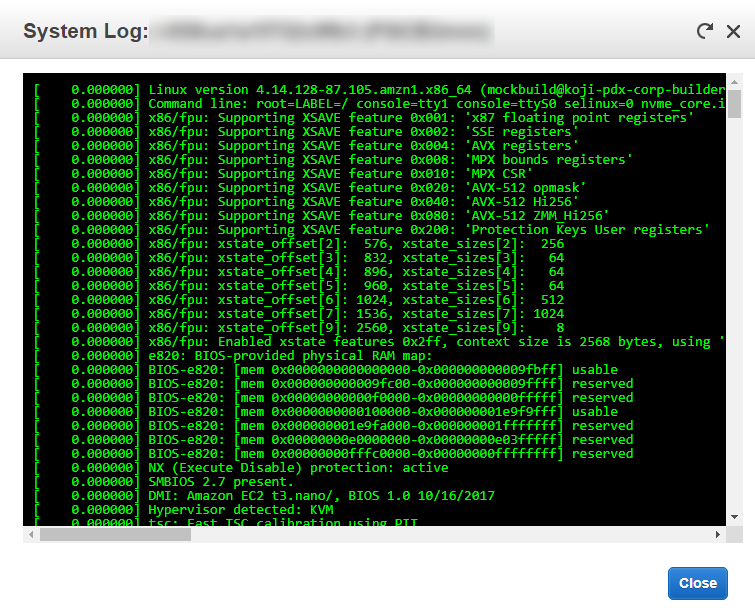 System Log:
[    0.000000] Linux version 4.14.128-87.105.amzn1.x86_64 (mockbuild@koji-pdx-corp-builder
[    0.000000] Command line: root=LABEL=/ console=tty1 console=ttyS0 selinux=0 nvme_core.i
[    0.000000] x86/fpu: Supporting XSAVE feature 0x001: 'x87 floating point registers'
[    0.000000] x86/fpu: Supporting XSAVE feature 0x002: 'SSE registers'
[    0.000000] x86/fpu: Supporting XSAVE feature 0x004: 'AVX registers'
[    0.000000] x86/fpu: Supporting XSAVE feature 0x008: 'MPX bounds registers'
[    0.000000] x86/fpu: Supporting XSAVE feature 0x010: 'MPX CSR'
[    0.000000] x86/fpu: Supporting XSAVE feature 0x020: 'AVX-512 opmask'
[    0.000000] x86/fpu: Supporting XSAVE feature 0x040: 'AVX-512 Hi256'
[    0.000000] x86/fpu: Supporting XSAVE feature 0x080: 'AVX-512 ZMM_Hi256'
[    0.000000] x86/fpu: Supporting XSAVE feature 0x200: 'Protection Keys User registers'
[    0.000000] x86/fpu: xstate_offset[2]:  576, xstate_sizes[2]:  256
[    0.000000] x86/fpu: xstate_offset[3]:  832, xstate_sizes[3]:   64
[    0.000000] x86/fpu: xstate_offset[4]:  896, xstate_sizes[4]:   64
[    0.000000] x86/fpu: xstate_offset[5]:  960, xstate_sizes[5]:   64
[    0.000000] x86/fpu: xstate_offset[6]: 1024, xstate_sizes[6]:  512
[    0.000000] x86/fpu: xstate_offset[7]: 1536, xstate_sizes[7]: 1024
[    0.000000] x86/fpu: xstate_offset[9]: 2560, xstate_sizes[9]:    8
[    0.000000] x86/fpu: Enabled xstate features 0x2ff, context size is 2568 bytes, using '
[    0.000000] e820: BIOS-provided physical RAM map:
[    0.000000] BIOS-e820: [mem 0x0000000000000000-0x000000000009fbff] usable
[    0.000000] BIOS-e820: [mem 0x000000000009fc00-0x000000000009ffff] reserved
[    0.000000] BIOS-e820: [mem 0x00000000000f0000-0x00000000000fffff] reserved
[    0.000000] BIOS-e820: [mem 0x0000000000100000-0x000000001e9f9fff] usable
[    0.000000] BIOS-e820: [mem 0x000000001e9fa000-0x000000001fffffff] reserved
[    0.000000] BIOS-e820: [mem 0x00000000e0000000-0x00000000e03fffff] reserved
[    0.000000] BIOS-e820: [mem 0x00000000fffc0000-0x00000000ffffffff] reserved
[    0.000000] NX (Execute Disable) protection: active
[    0.000000] SMBIOS 2.7 present.
[    0.000000] DMI: Amazon EC2 t3.nano/, BIOS 1.0 10/16/2017
[    0.000000] Hypervisor detected: KVM
[    0.000000] tsc: Fast TSC calibration using PIT
Close